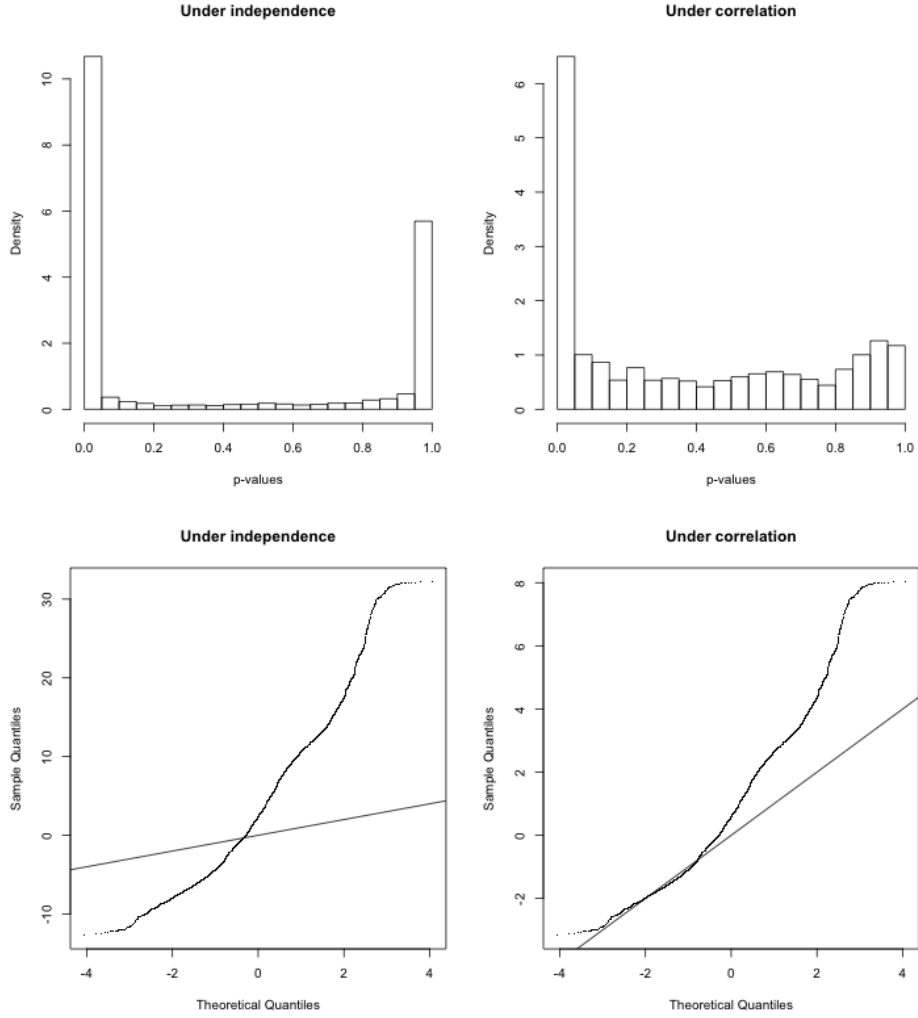 Under independence
Under correlation
Density
10
8
6
4
2
0
0.0 0.2 0.4 0.6 0.8 1.0
p-values
Density
6
5
4
3
2
1
0
0.0 0.2 0.4 0.6 0.8 1.0
p-values
Under independence
Under correlation
Sample Quantiles
30
20
10
0
-10
-4 -2 0 2 4
Theoretical Quantiles
Sample Quantiles
8
6
4
2
0
-2
-4 -2 0 2 4
Theoretical Quantiles